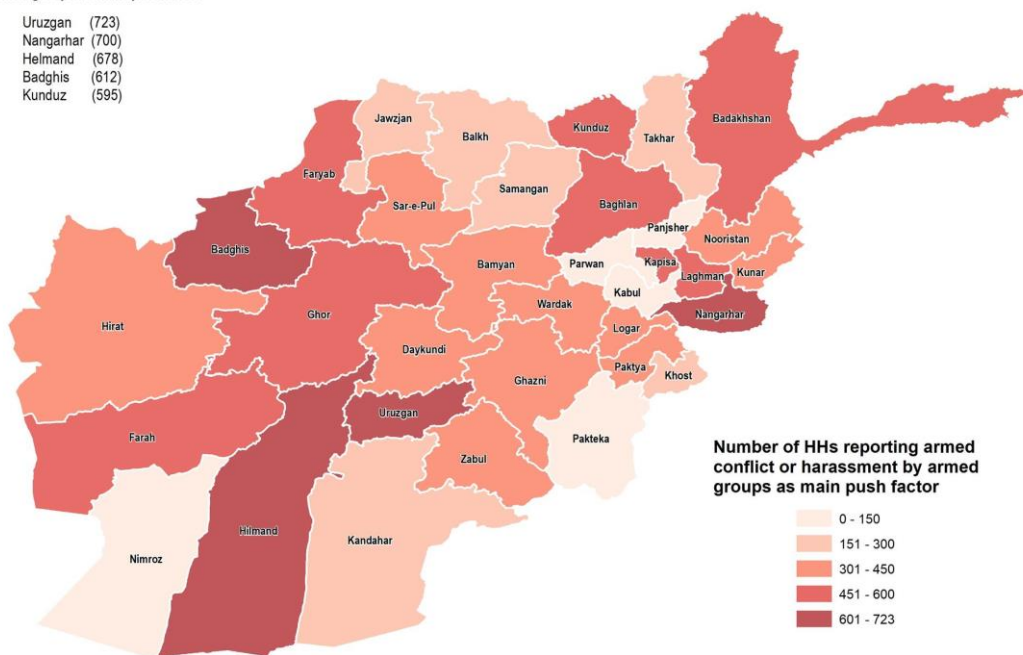 Uruzgan (723)
Nangarhar (700)
Helmand (678)
Badghis (612)
Kunduz (595)
Jawzjan
Balkh
Kunduz
Takhar
Badakhshan
Faryab
Samangan
Sar-e-Pul
Baghlan
Panjsher
Nooristan
Badghis
Bamyan
Parwan
Kapisa
Laghman
Kunar
Kabul
Hirat
Ghor
Wardak
Nangarhar
Logar
Daykundi
Paktya
Khost
Ghazni
Uruzgan
Farah
Pakteka
Zabul
Hilmand
Kandahar
Nimroz
Number of HHs reporting armed
conflict or harassment by armed
groups as main push factor
0 - 150
151 - 300
301 - 450
451 - 600
601 - 723